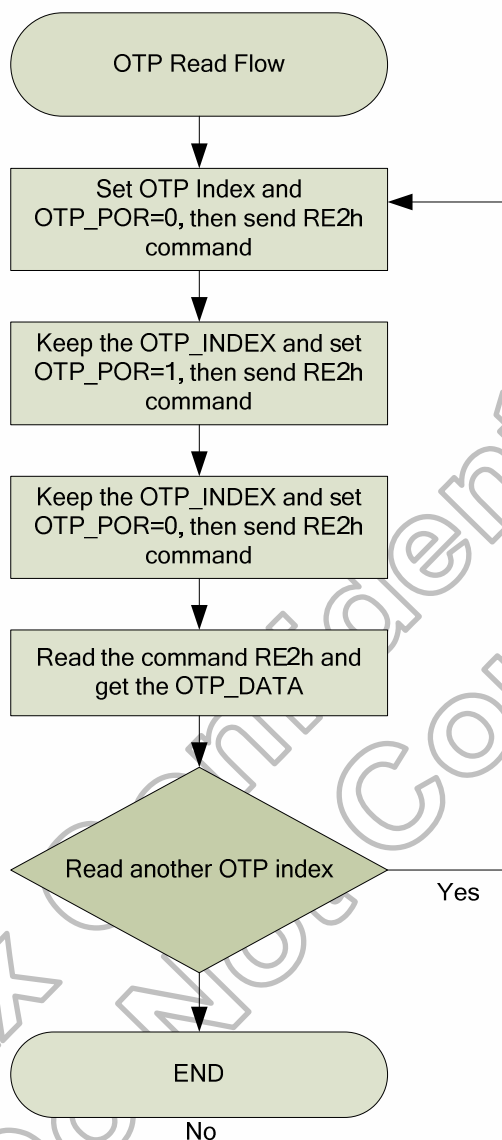 OTP Read Flow
Set OTP Index and
OTP_POR=0, then send RE2h
command
Keep the OTP_INDEX and set
OTP_POR=1, then send RE2h
command
Keep the OTP_INDEX and set
OTP_POR=0, then send RE2h
command
Read the command RE2h and
get the OTP_DATA
Read another OTP index
Yes
END
No